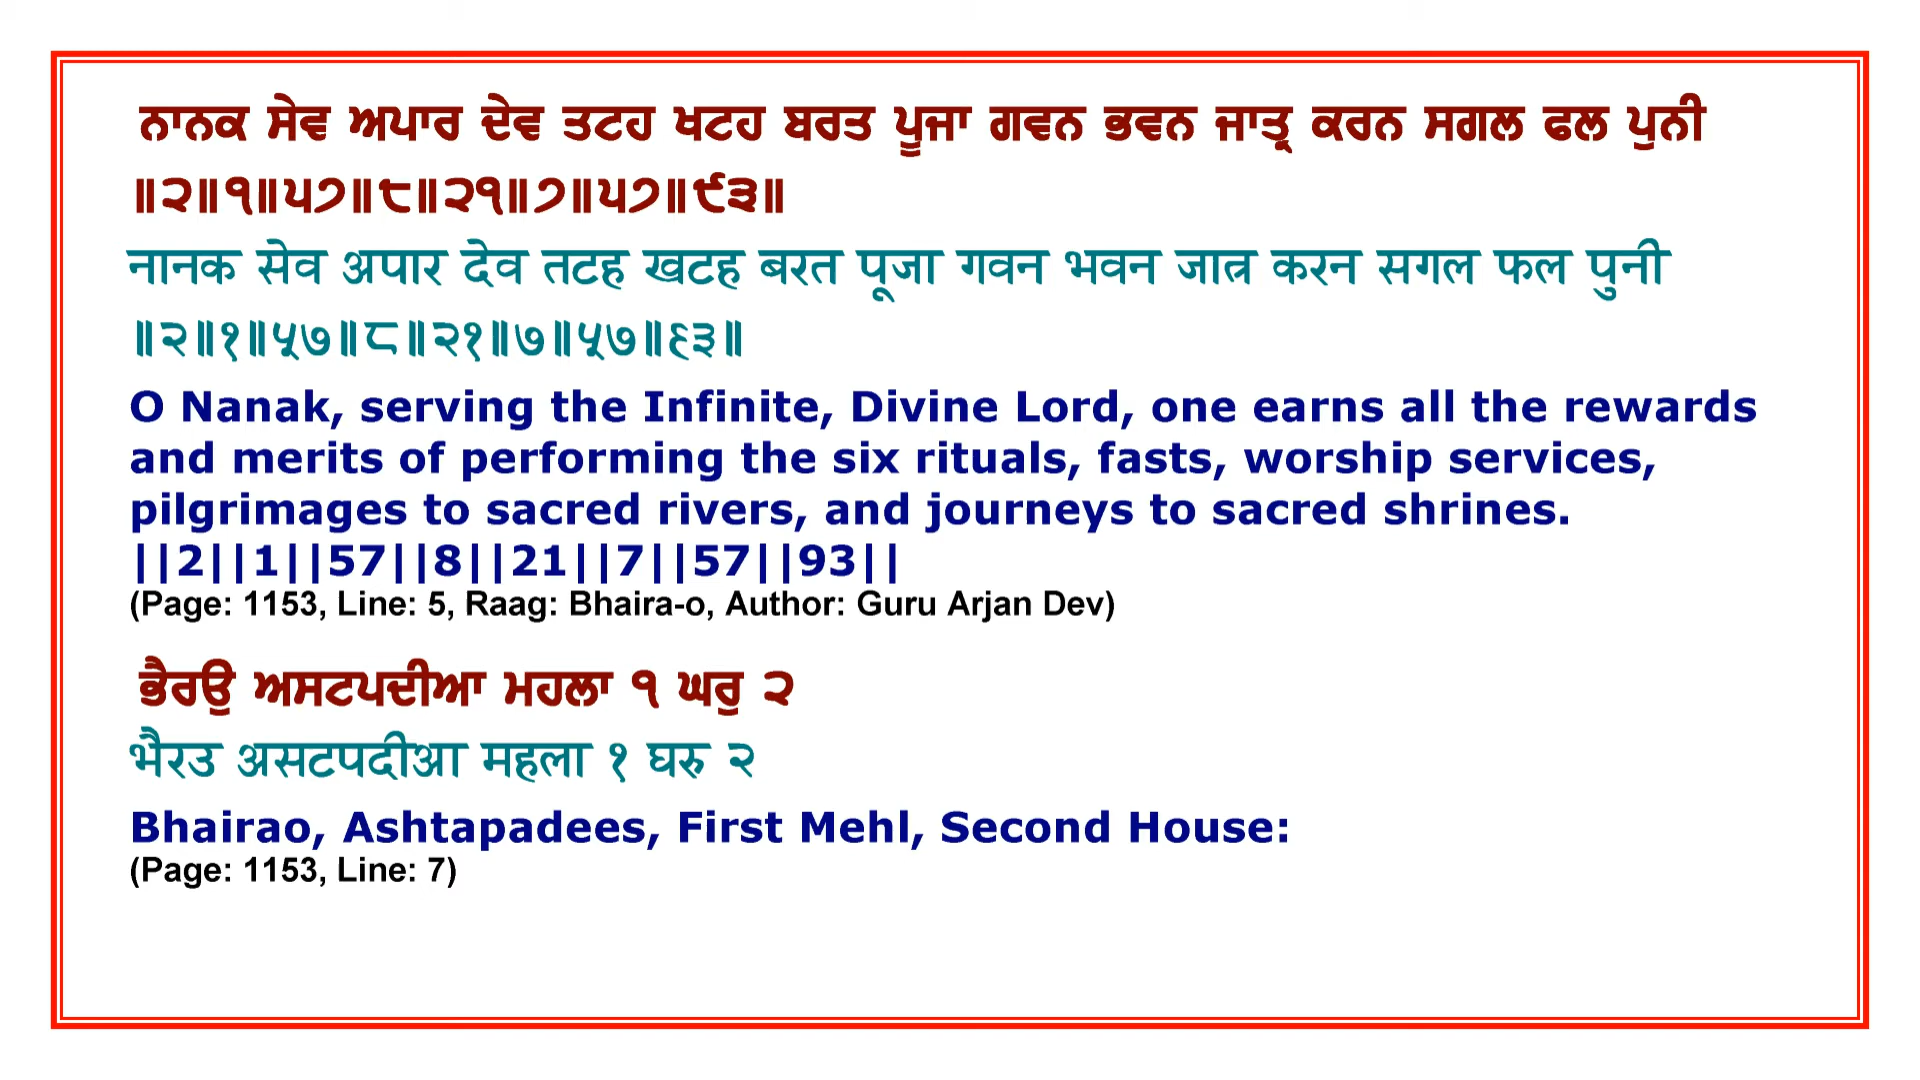 ਨਾਨਕ ਸੇਵ ਅਪਾਰ ਦੇਵ ਤਟਹ ਖਟਹ ਬਰਤ ਪੂਜਾ ਗਵਨ ਭਵਨ ਜਾਤ੍ਰ ਕਰਨ ਸਗਲ ਫਲ ਪੁਨੀ
॥੨॥੧॥੫੭॥੮॥੨੧॥੭॥੫੭॥੯੩॥
नानक सेव अपार देव तटह खटह बरत पूजा गवन भवन जात्र करन सगल फल पुनी
॥२॥१॥५७॥८॥२१॥७॥५७॥९३॥
O Nanak, serving the Infinite, Divine Lord, one earns all the rewards
and merits of performing the six rituals, fasts, worship services,
pilgrimages to sacred rivers, and journeys to sacred shrines.
||2||1||57||8||21||7||57||93||
(Page: 1153, Line: 5, Raag: Bhaira-o, Author: Guru Arjan Dev)
ਭੈਰਉ ਅਸਟਪਦੀਆ ਮਹਲਾ ੧ ਘਰੁ ੨
भैरउ असटपदीआ महला १ घरु २
Bhairao, Ashtapadees, First Mehl, Second House:
(Page: 1153, Line: 7)